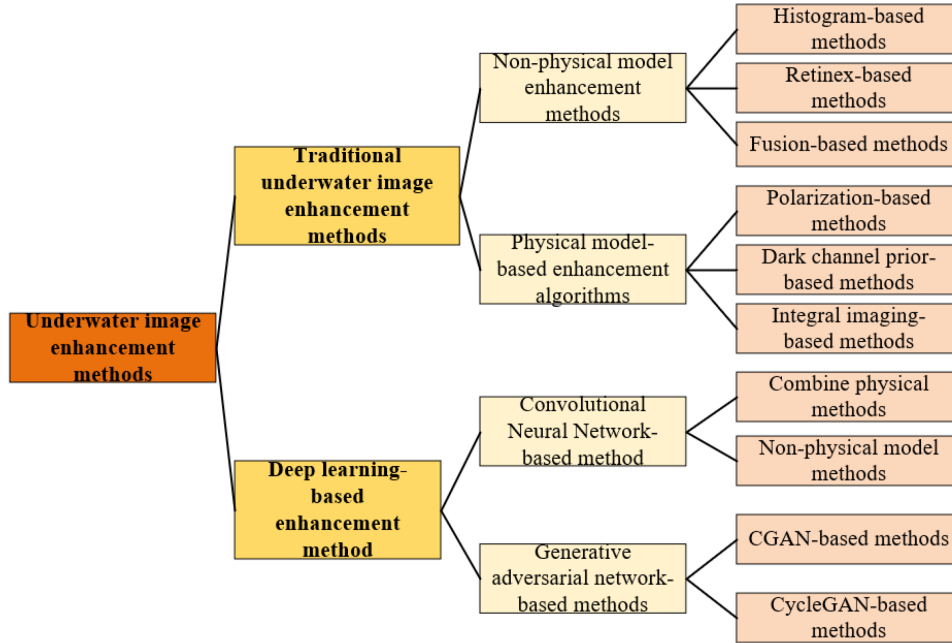 Underwater image
enhancement
methods
Traditional
underwater image
enhancement
methods
Non-physical model
enhancement
methods
Histogram-based
methods
Retinex-based
methods
Fusion-based methods
Physical model-
based enhancement
algorithms
Polarization-based
methods
Dark channel prior-
based methods
Integral imaging-
based methods
Deep learning-
based
enhancement
method
Convolutional
Neural Network-
based method
Combine physical
methods
Non-physical model
methods
Generative
adversarial network-
based methods
CGAN-based methods
CycleGAN-based
methods